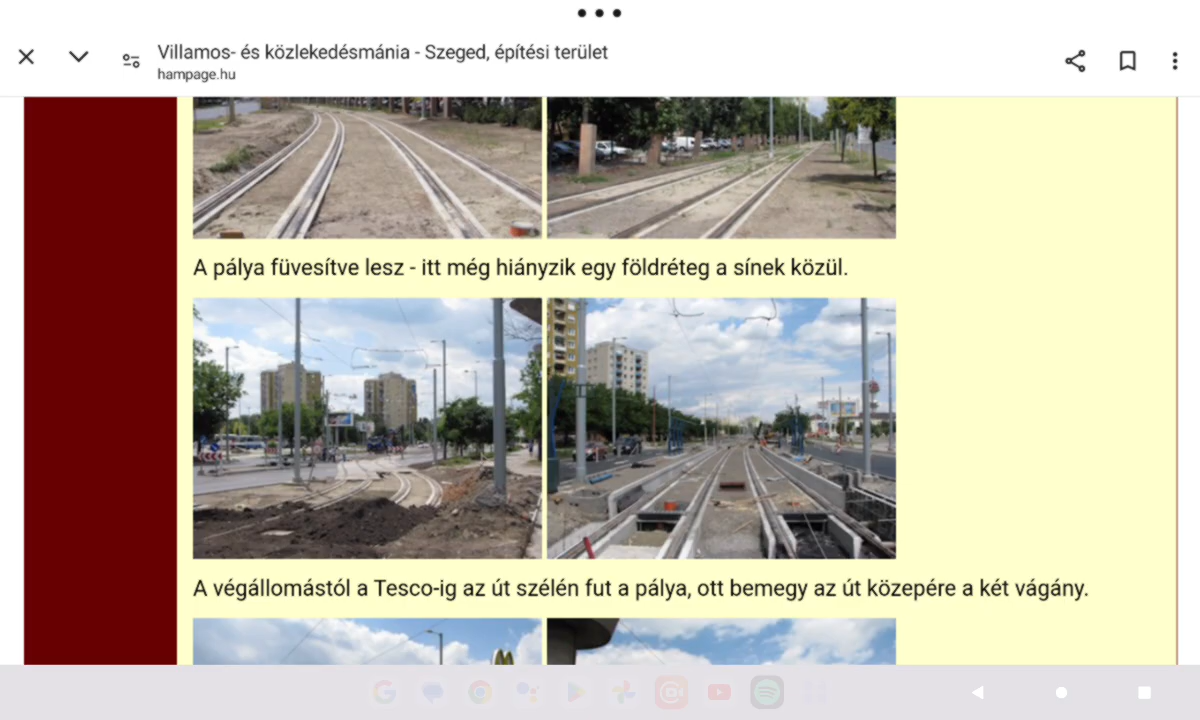 Villamos- és közlekedésmánia - Szeged, építési terület
hampage.hu
A pálya füvesítve lesz - itt még hiányzik egy földréteg a sínek közül.
A végállomástól a Tesco-ig az út szélén fut a pálya, ott bemegy az út közepére a két vágány.